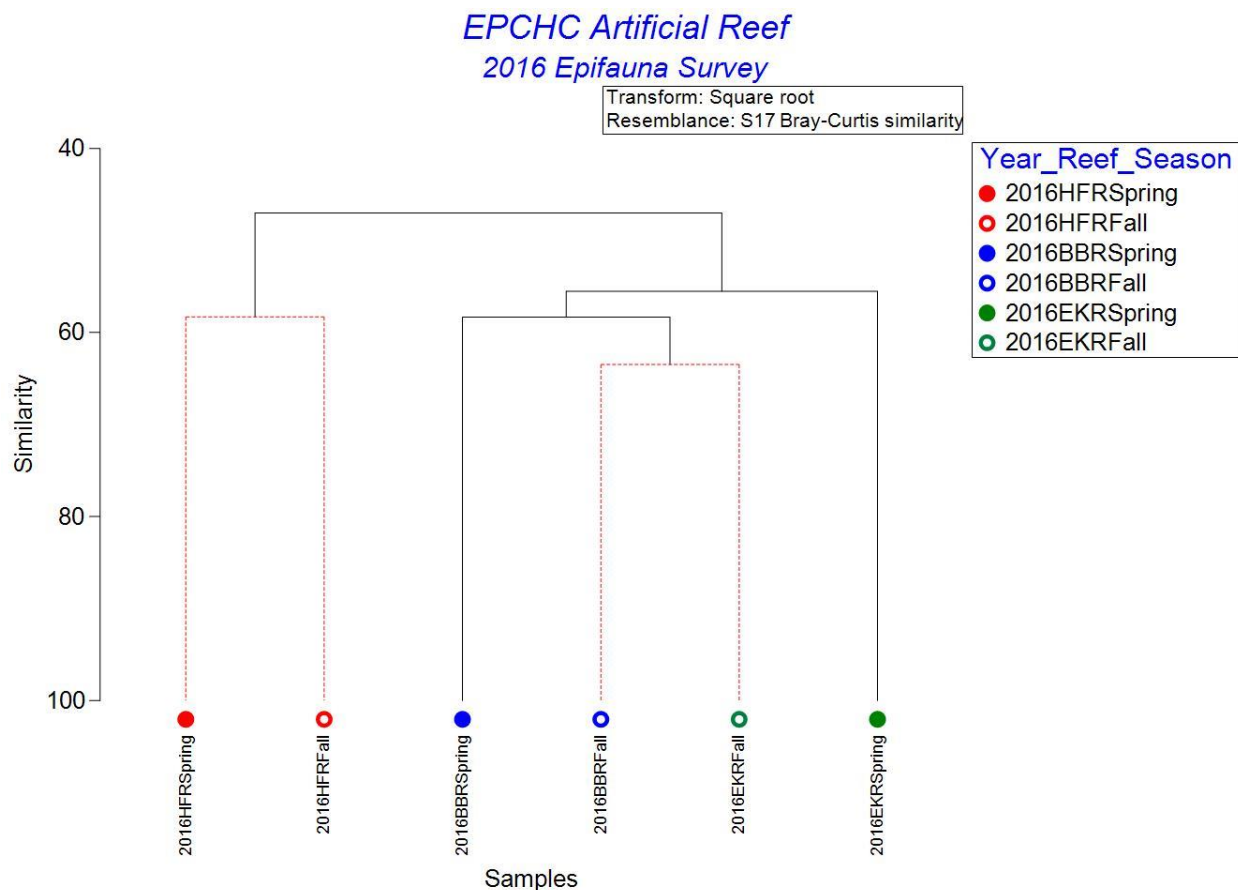 EPCHC Artificial Reef
2016 Epifauna Survey
Transform: Square root
Resemblance: S17 Bray-Curtis similarity
Year_Reef_Season
2016HFRSpring
2016HFRFall
2016BBRSpring
2016BBRFall
2016EKRSpring
2016EKRFall
40
60
80
100
Similarity
2016HFRSpring
2016HFRFall
2016BBRSpring
2016BBRFall
2016EKRFall
2016EKRSpring
Samples